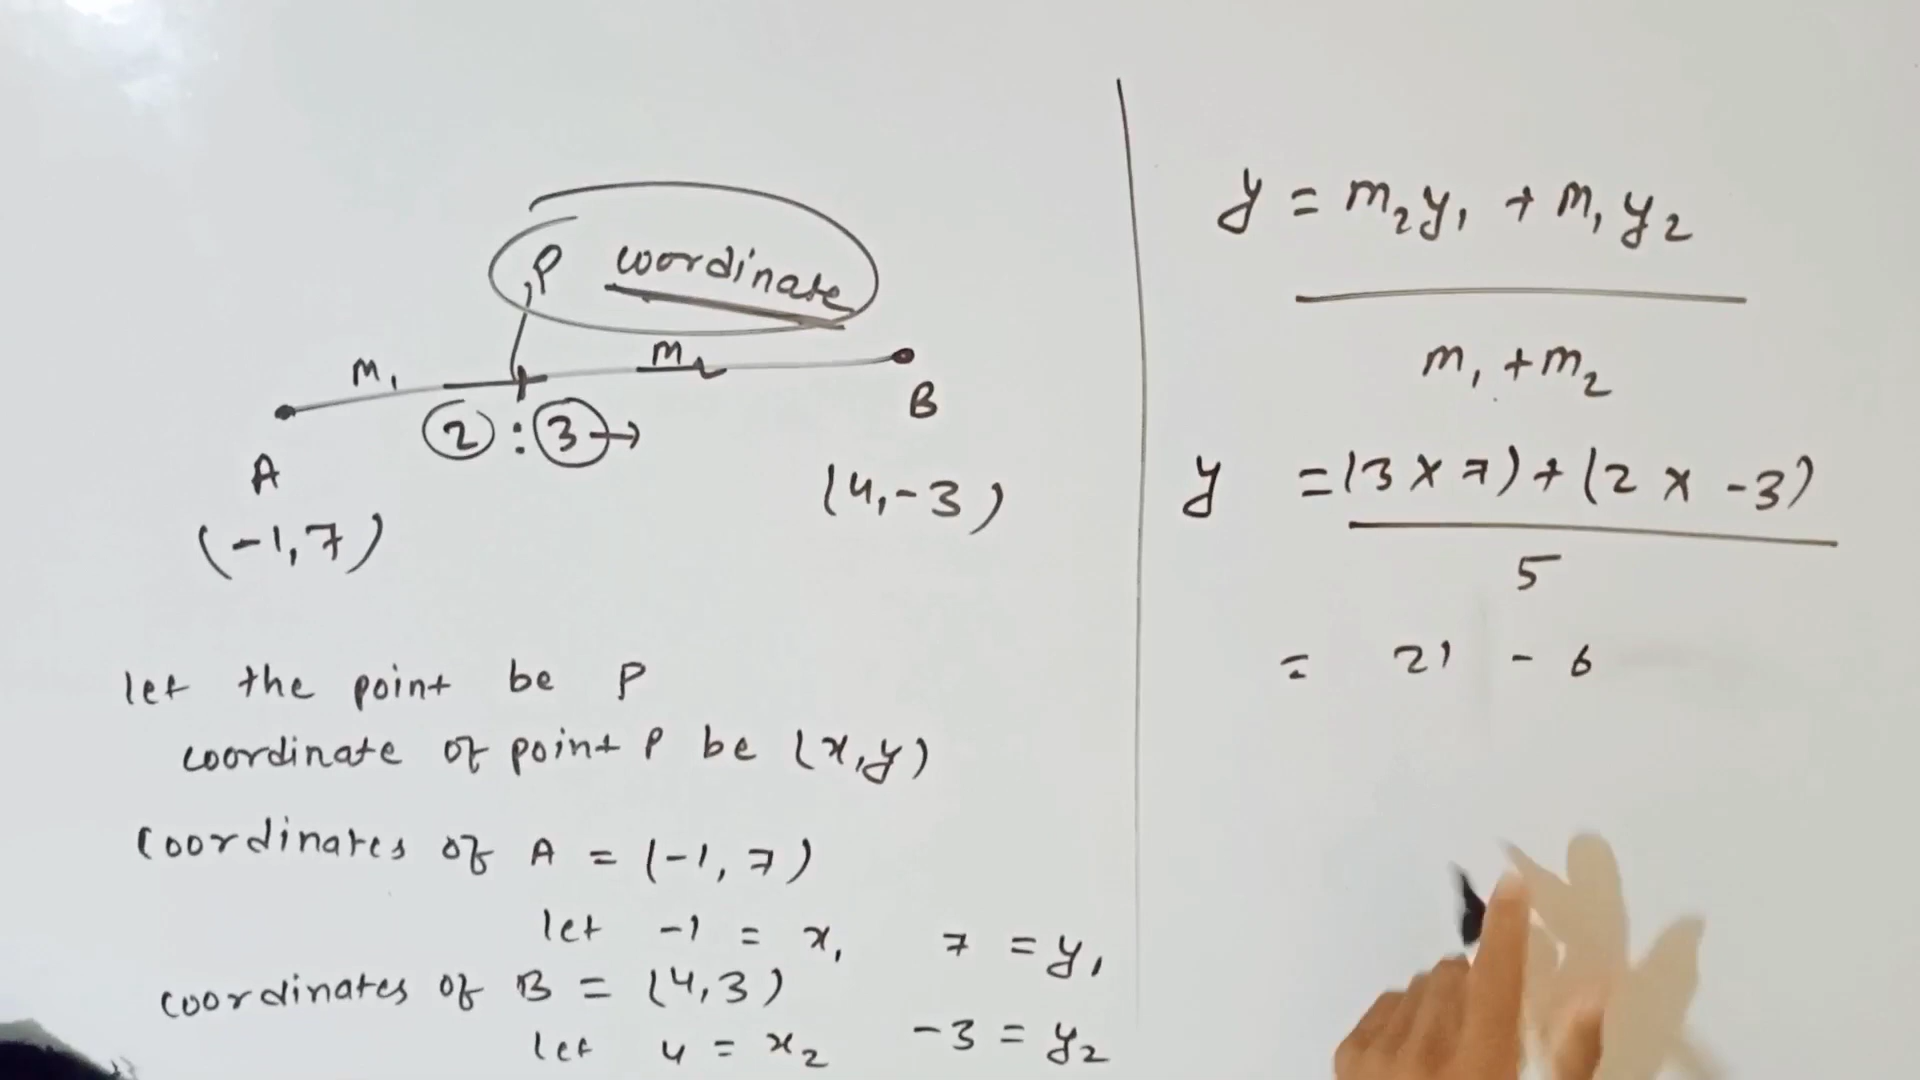 P coordinate
m₁ m₂
2 : 3 →
A B
(-1, 7) (4, -3)
let the point be P
coordinate of point P be (x, y)
coordinates of A = (-1, 7)
let -1 = x₁ 7 = y₁
coordinates of B = (4, 3)
let 4 = x₂ -3 = y₂
y = m₂y₁ + m₁y₂
m₁ + m₂
y = (3 x 7) + (2 x -3)
5
= 21 - 6